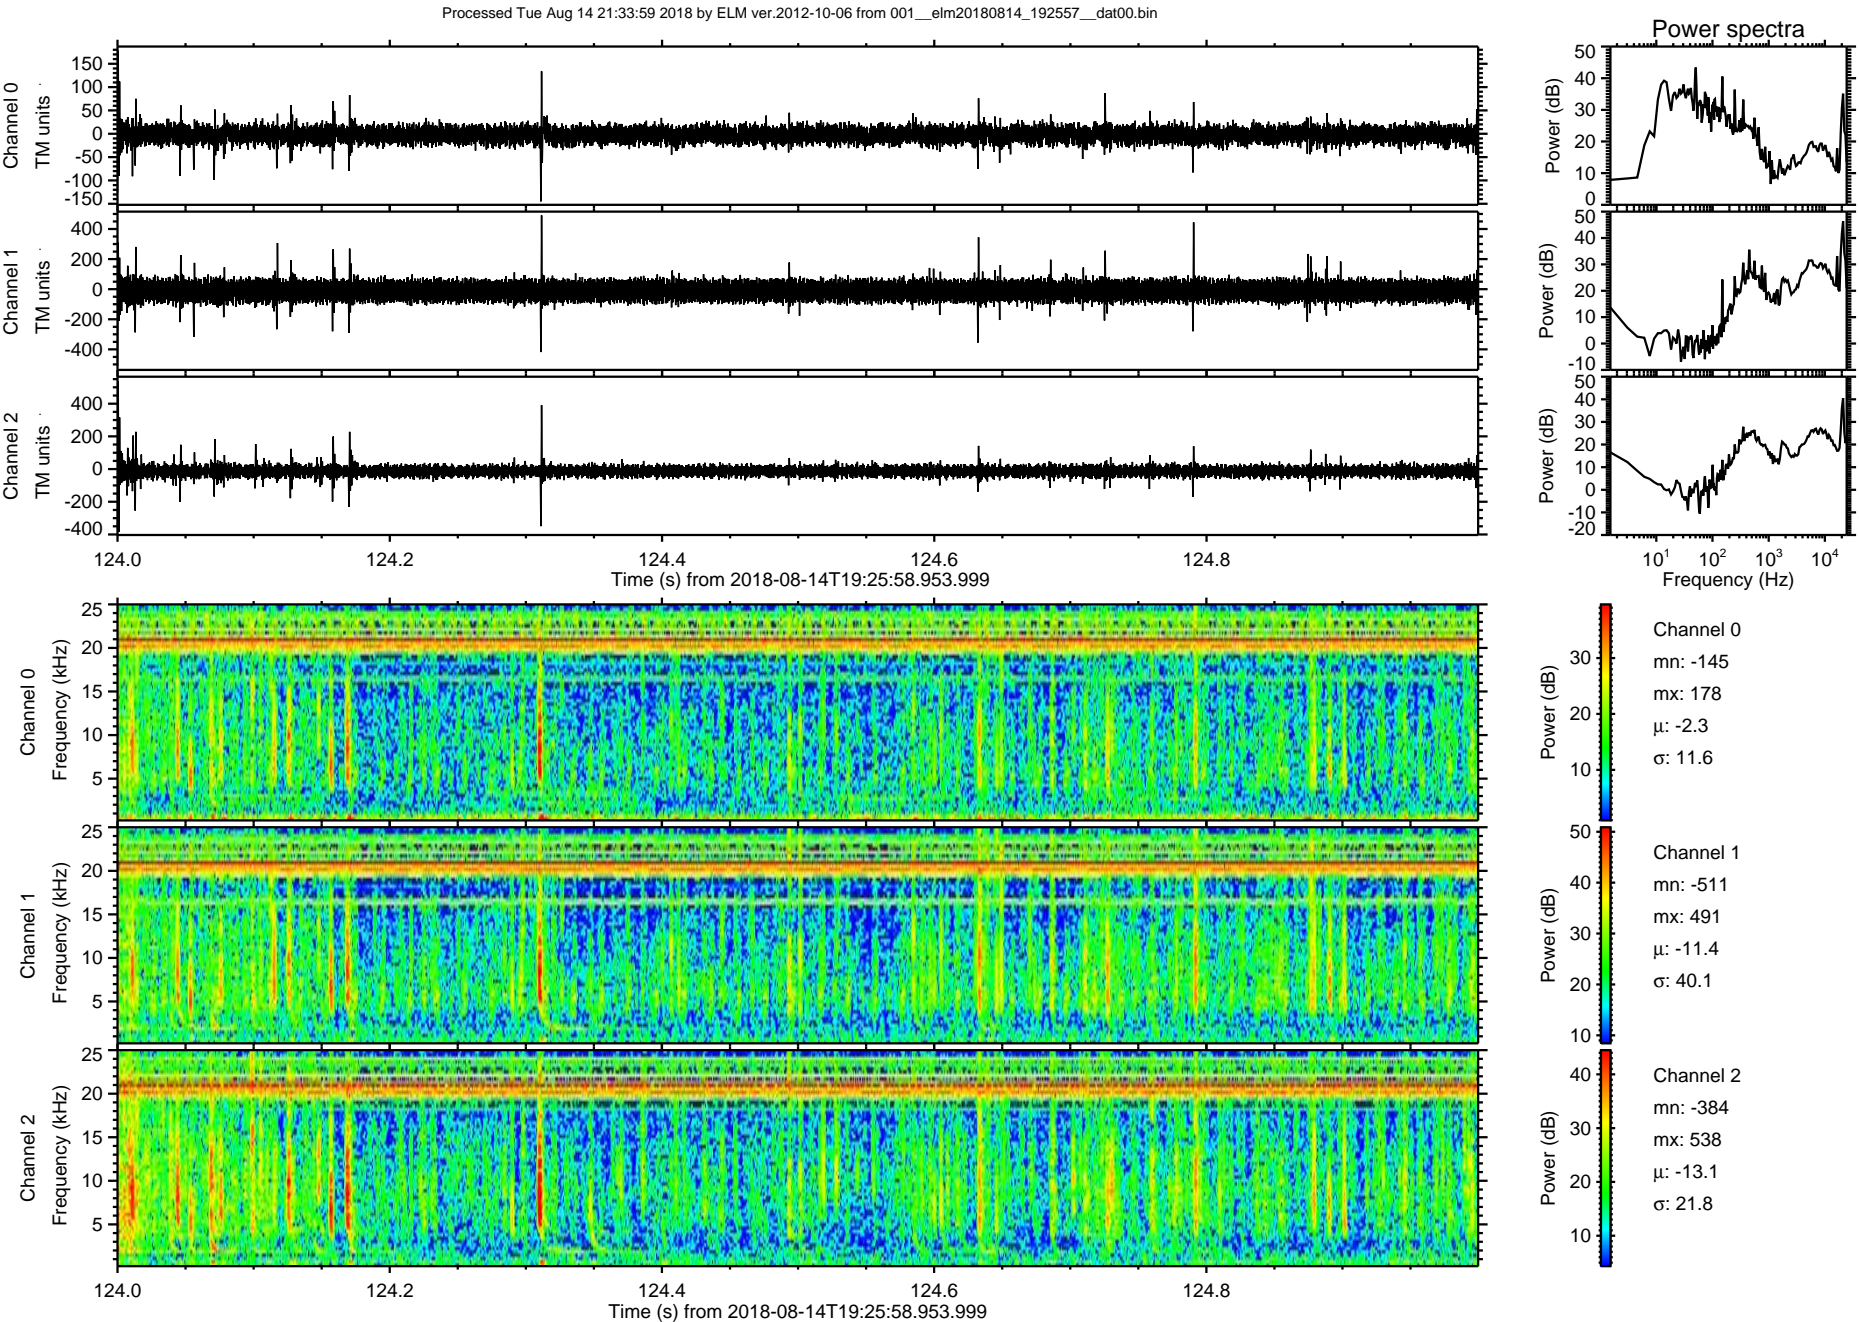 Processed Tue Aug 14 21:33:59 2018 by ELM ver.2012-10-06 from 001__elm20180814_192557__dat00.bin
Power spectra
Channel 0
TM units
150
100
50
0
-50
-100
-150
Power (dB)
50
40
30
20
10
0
Channel 1
TM units
400
200
0
-200
-400
Power (dB)
50
40
30
20
10
0
-10
Channel 2
TM units
400
200
0
-200
-400
Power (dB)
50
40
30
20
10
0
-10
-20
124.0 124.2 124.4 124.6 124.8
Time (s) from 2018-08-14T19:25:58.953.999
10^1 10^2 10^3 10^4
Frequency (Hz)
Channel 0
Frequency (kHz)
25
20
15
10
5
Power (dB)
30
20
10
Channel 0
mn: -145
mx: 178
μ: -2.3
σ: 11.6
Channel 1
Frequency (kHz)
25
20
15
10
5
Power (dB)
50
40
30
20
10
Channel 1
mn: -511
mx: 491
μ: -11.4
σ: 40.1
Channel 2
Frequency (kHz)
25
20
15
10
5
Power (dB)
40
30
20
10
Channel 2
mn: -384
mx: 538
μ: -13.1
σ: 21.8
124.0 124.2 124.4 124.6 124.8
Time (s) from 2018-08-14T19:25:58.953.999